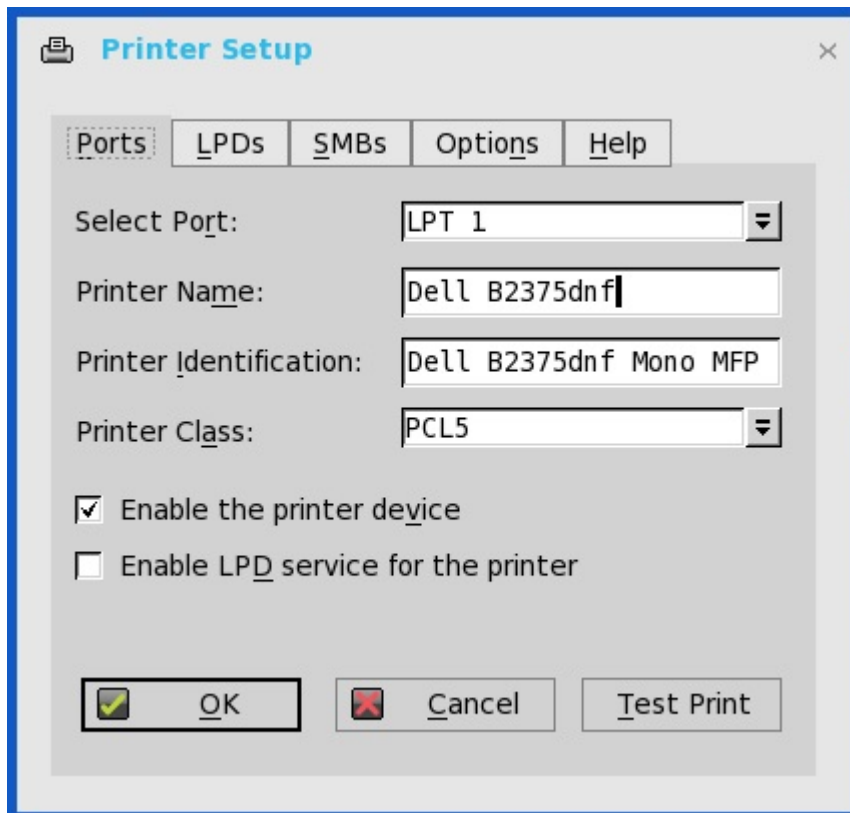 Printer Setup
Ports LPDs SMBs Options Help
Select Port: LPT 1
Printer Name: Dell B2375dnf
Printer Identification: Dell B2375dnf Mono MFP
Printer Class: PCL5
Enable the printer device
Enable LPD service for the printer
OK Cancel Test Print